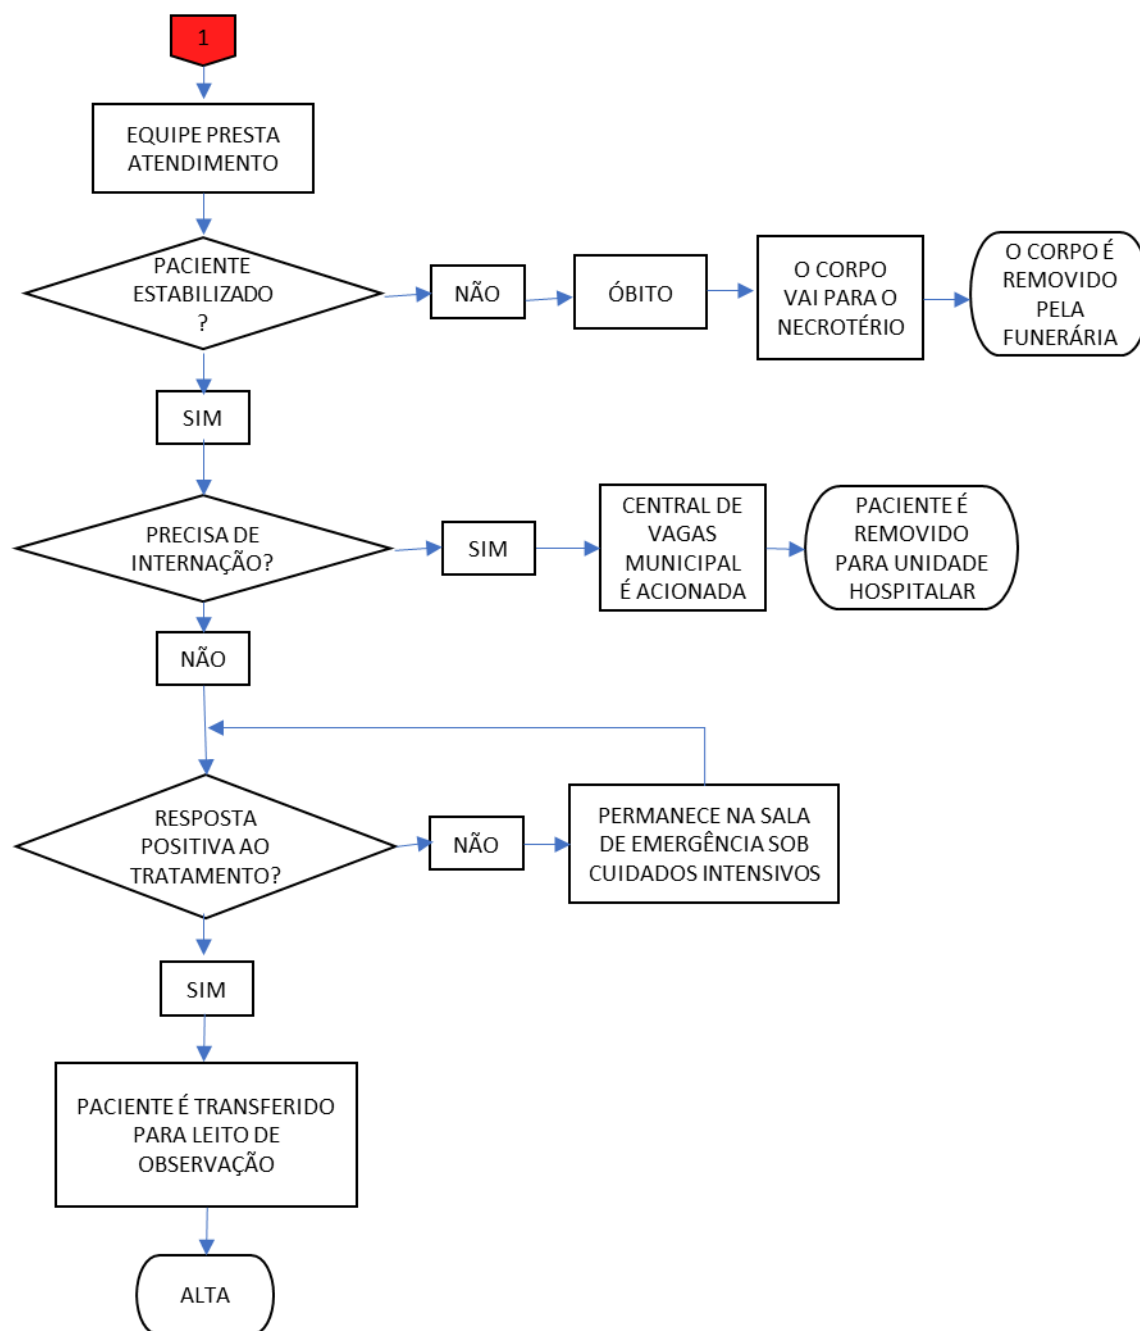 1
EQUIPE PRESTA
ATENDIMENTO
PACIENTE
ESTABILIZADO
?
NÃO
ÓBITO
O CORPO
VAI PARA O
NECROTÉRIO
O CORPO É
REMOVIDO
PELA
FUNERÁRIA
SIM
PRECISA DE
INTERNAÇÃO?
SIM
CENTRAL DE
VAGAS
MUNICIPAL
É ACIONADA
PACIENTE É
REMOVIDO
PARA UNIDADE
HOSPITALAR
NÃO
RESPOSTA
POSITIVA AO
TRATAMENTO?
NÃO
PERMANECE NA SALA
DE EMERGÊNCIA SOB
CUIDADOS INTENSIVOS
SIM
PACIENTE É TRANSFERIDO
PARA LEITO DE
OBSERVAÇÃO
ALTA